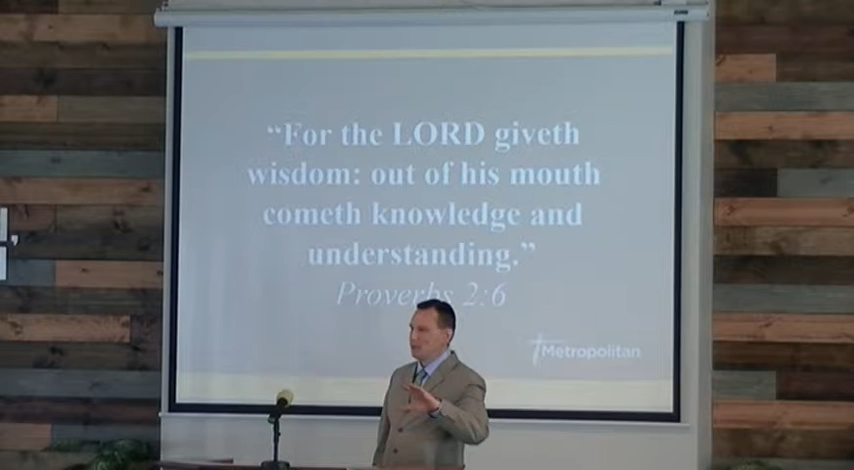 “For the LORD giveth
wisdom: out of his mouth
cometh knowledge and
understanding.”
Proverbs 2:6
Metropolitan